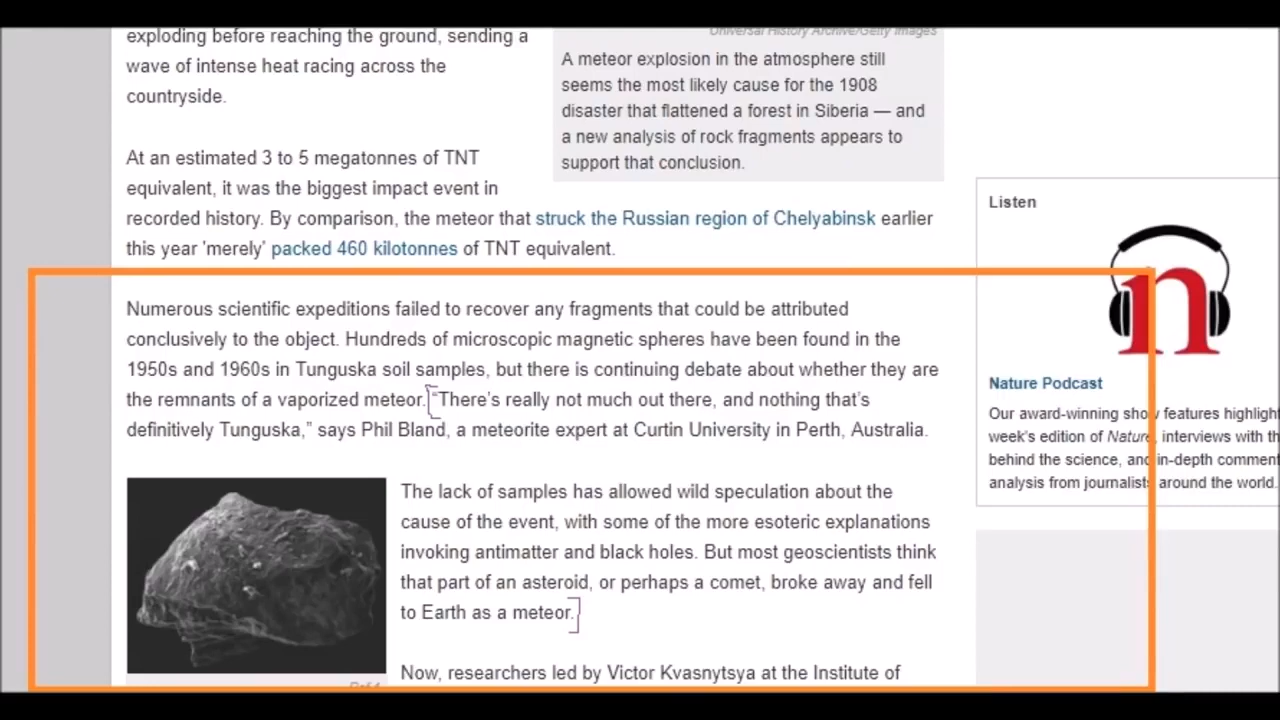 exploding before reaching the ground, sending a
wave of intense heat racing across the
countryside.
Universal History Archive/Getty Images
A meteor explosion in the atmosphere still
seems the most likely cause for the 1908
disaster that flattened a forest in Siberia — and
a new analysis of rock fragments appears to
support that conclusion.
At an estimated 3 to 5 megatonnes of TNT
equivalent, it was the biggest impact event in
recorded history. By comparison, the meteor that struck the Russian region of Chelyabinsk earlier
this year 'merely' packed 460 kilotonnes of TNT equivalent.
Numerous scientific expeditions failed to recover any fragments that could be attributed
conclusively to the object. Hundreds of microscopic magnetic spheres have been found in the
1950s and 1960s in Tunguska soil samples, but there is continuing debate about whether they are
the remnants of a vaporized meteor. “There’s really not much out there, and nothing that’s
definitively Tunguska,” says Phil Bland, a meteorite expert at Curtin University in Perth, Australia.
The lack of samples has allowed wild speculation about the
cause of the event, with some of the more esoteric explanations
invoking antimatter and black holes. But most geoscientists think
that part of an asteroid, or perhaps a comet, broke away and fell
to Earth as a meteor.
Now, researchers led by Victor Kvasnytsya at the Institute of
Listen
n
Nature Podcast
Our award-winning show features highlight
week's edition of Nature, interviews with th
behind the science, and in-depth comment
analysis from journalists around the world.